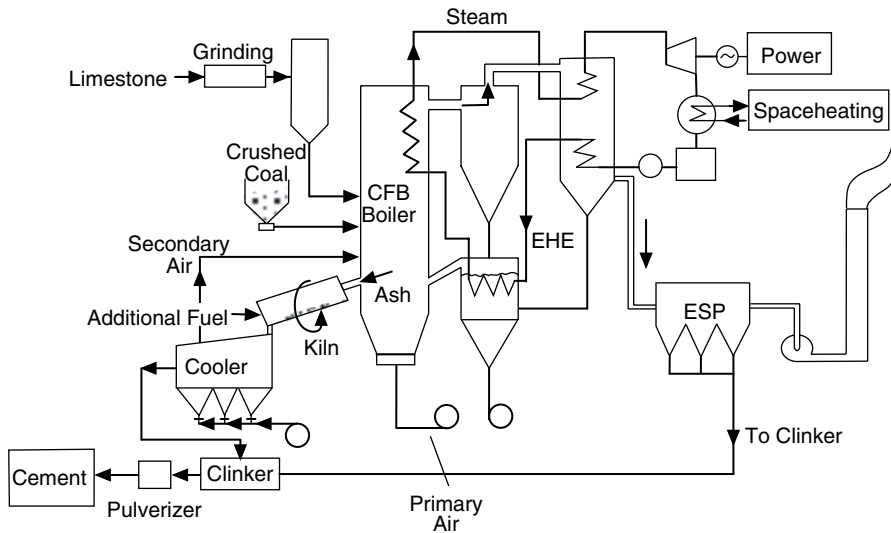 Steam
Grinding
Limestone
Power
Spaceheating
Crushed
Coal
CFB
Boiler
Secondary
Air
EHE
Ash
Additional Fuel
Kiln
ESP
Cooler
To Clinker
Cement
Clinker
Pulverizer
Primary
Air